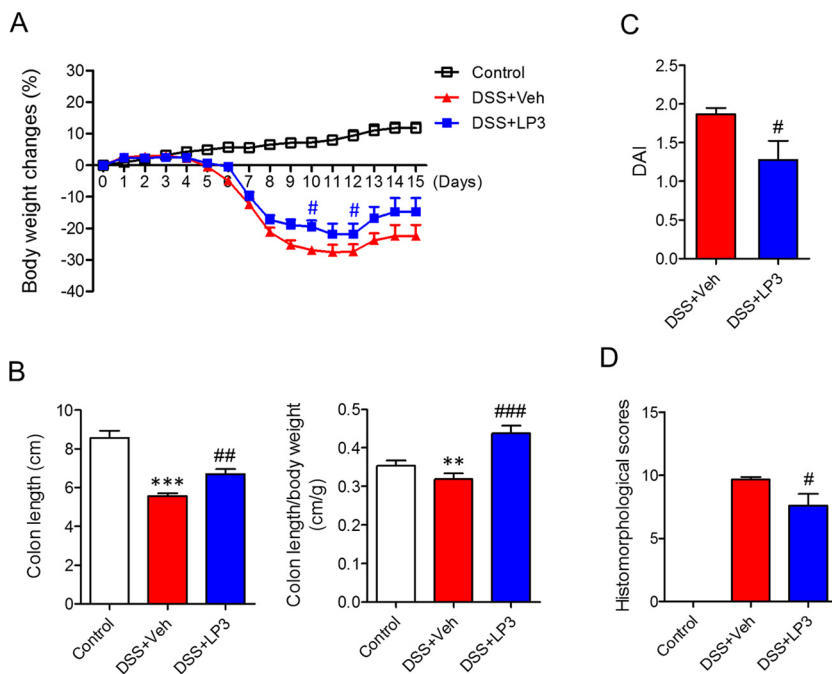 A
Body weight changes (%)
30
20
10
0
-10
-20
-30
-40
0 1 2 3 4 5 6 7 8 9 10 11 12 13 14 15 (Days)
# #
Control
DSS+Veh
DSS+LP3
C
DAI
2.5
2.0
1.5
1.0
0.5
0.0
#
DSS+Veh
DSS+LP3
B
Colon length (cm)
10
8
6
4
2
0
***
##
Control
DSS+Veh
DSS+LP3
Colon length/body weight
(cm/g)
0.5
0.4
0.3
0.2
0.1
0.0
**
###
Control
DSS+Veh
DSS+LP3
D
Histomorphological scores
15
10
5
0
#
Control
DSS+Veh
DSS+LP3